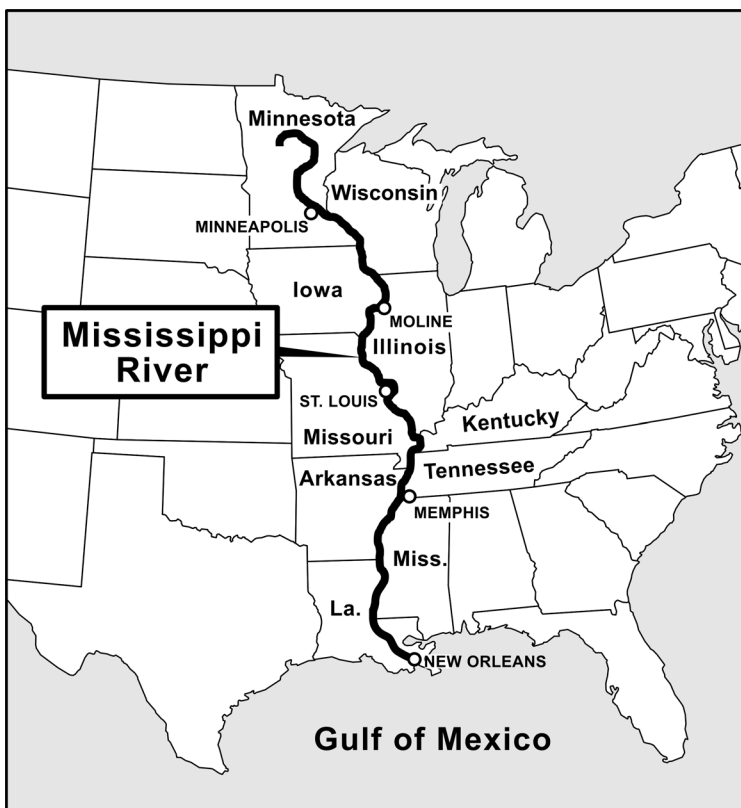 Minnesota
Wisconsin
MINNEAPOLIS
Iowa
MOLINE
Mississippi
River
Illinois
ST. LOUIS
Kentucky
Missouri
Tennessee
Arkansas
MEMPHIS
Miss.
La.
NEW ORLEANS
Gulf of Mexico